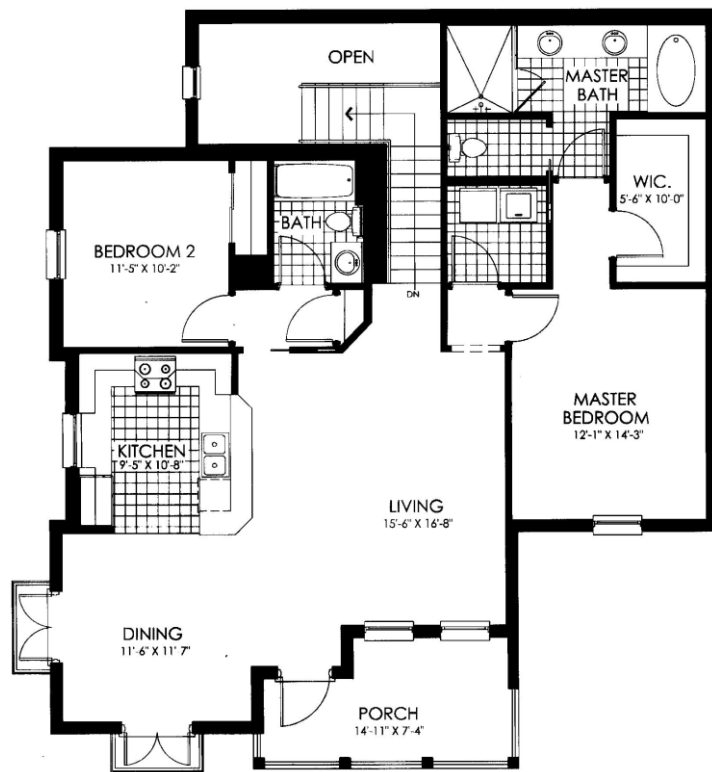 OPEN
MASTER
BATH
WIC.
5'-6" X 10'-0"
BATH
BEDROOM 2
11'-5" X 10'-2"
DN
MASTER
BEDROOM
12'-1" X 14'-3"
KITCHEN
9'-5" X 10'-8"
LIVING
15'-6" X 16'-8"
DINING
11'-6" X 11' 7"
PORCH
14'-11" X 7'-4"